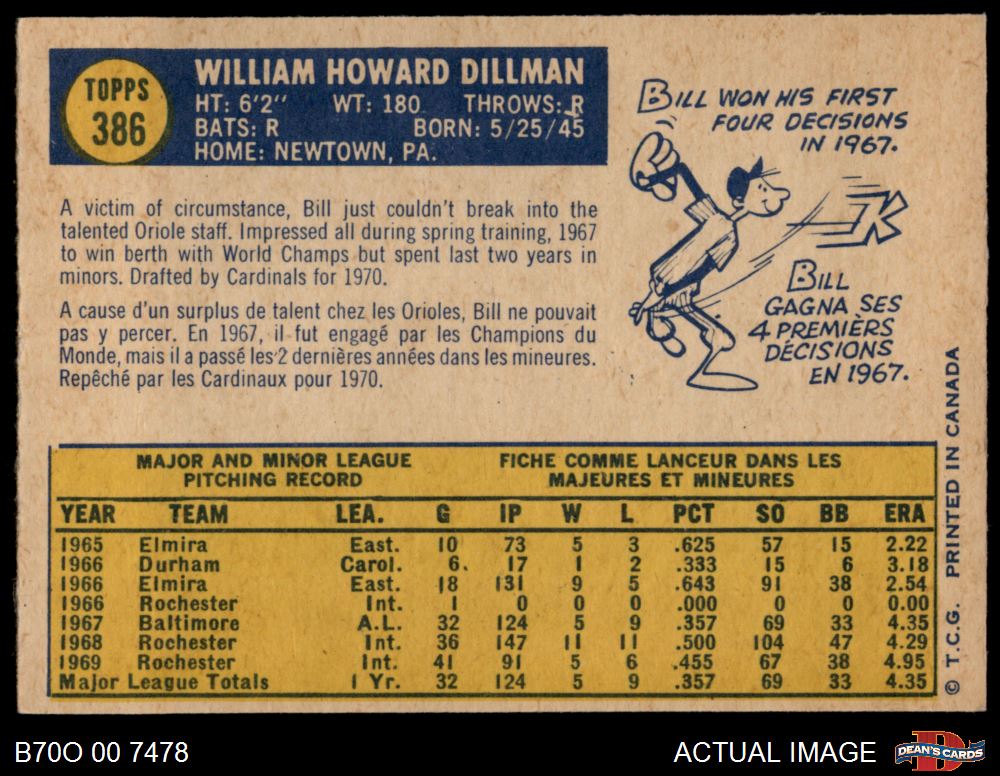 TOPPS
386
WILLIAM HOWARD DILLMAN
HT: 6'2" WT: 180 THROWS: R
BATS: R BORN: 5/25/45
HOME: NEWTOWN, PA.
BILL WON HIS FIRST
FOUR DECISIONS
IN 1967.
K
BILL
GAGNA SES
4 PREMIÈRS
DÉCISIONS
EN 1967.
A victim of circumstance, Bill just couldn't break into the
talented Oriole staff. Impressed all during spring training, 1967
to win berth with World Champs but spent last two years in
minors. Drafted by Cardinals for 1970.
A cause d'un surplus de talent chez les Orioles, Bill ne pouvait
pas y percer. En 1967, il fut engagé par les Champions du
Monde, mais il a passé les 2 dernières années dans les mineures.
Repêché par les Cardinaux pour 1970.
MAJOR AND MINOR LEAGUE
PITCHING RECORD
FICHE COMME LANCEUR DANS LES
MAJEURES ET MINEURES
YEAR TEAM LEA. G IP W L PCT SO BB ERA
1965 Elmira East. 10 73 5 3 .625 57 15 2.22
1966 Durham Carol. 6 17 1 2 .333 15 6 3.18
1966 Elmira East. 18 131 9 5 .643 91 38 2.54
1966 Rochester Int. 1 0 0 0 .000 0 0 0.00
1967 Baltimore A.L. 32 124 5 9 .357 69 33 4.35
1968 Rochester Int. 36 147 11 11 .500 104 47 4.29
1969 Rochester Int. 41 91 5 6 .455 67 38 4.95
Major League Totals 1 Yr. 32 124 5 9 .357 69 33 4.35
© T.C.G. PRINTED IN CANADA
B70O 00 7478
ACTUAL IMAGE
DEAN'S CARDS